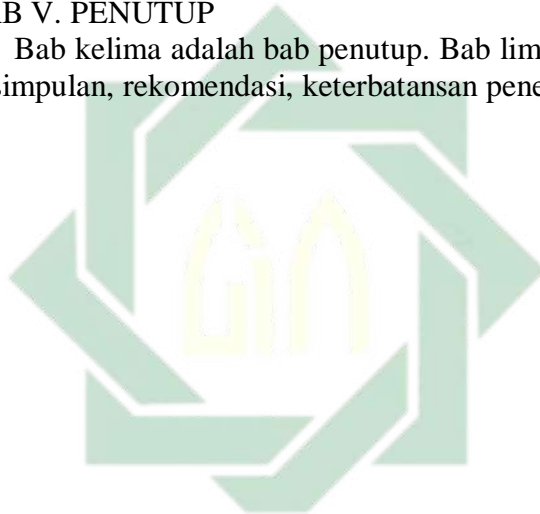 AB V. PENUTUP
Bab kelima adalah bab penutup. Bab lim
simpulan, rekomendasi, keterbatansan pene